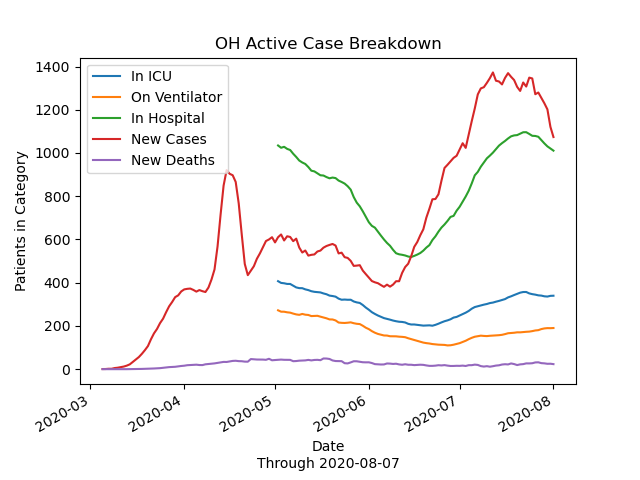 OH Active Case Breakdown
1400
1200
1000
800
600
400
200
0
Patients in Category
In ICU
On Ventilator
In Hospital
New Cases
New Deaths
2020-03
2020-04
2020-05
2020-06
2020-07
2020-08
Date
Through 2020-08-07